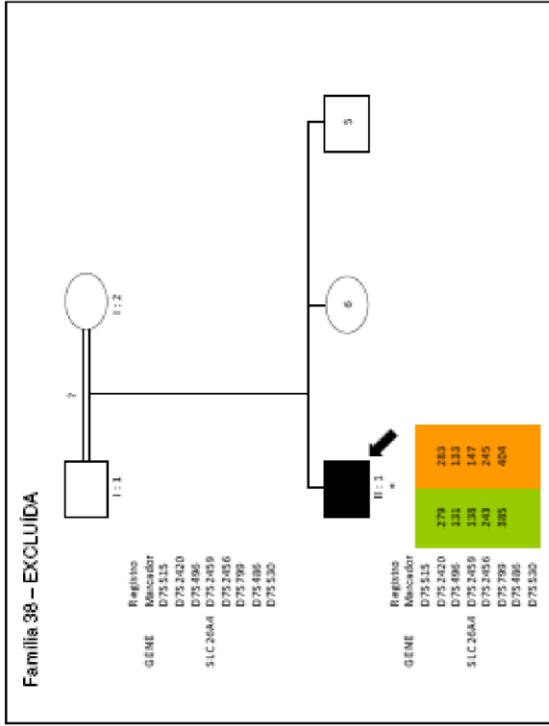 Família 38 – EXCLUÍDA
?
I : 1
I : 2
Registro
GENE Marcador
D7S515
D7S2420
D7S496
SLC26A4 D7S2459
D7S2456
D7S799
D7S486
D7S530
6
5
II : 1
Registro
GENE Marcador
D7S515
D7S2420 279 283
D7S496 131 133
SLC26A4 D7S2459 138 147
D7S2456 243 245
D7S799 385 404
D7S486
D7S530